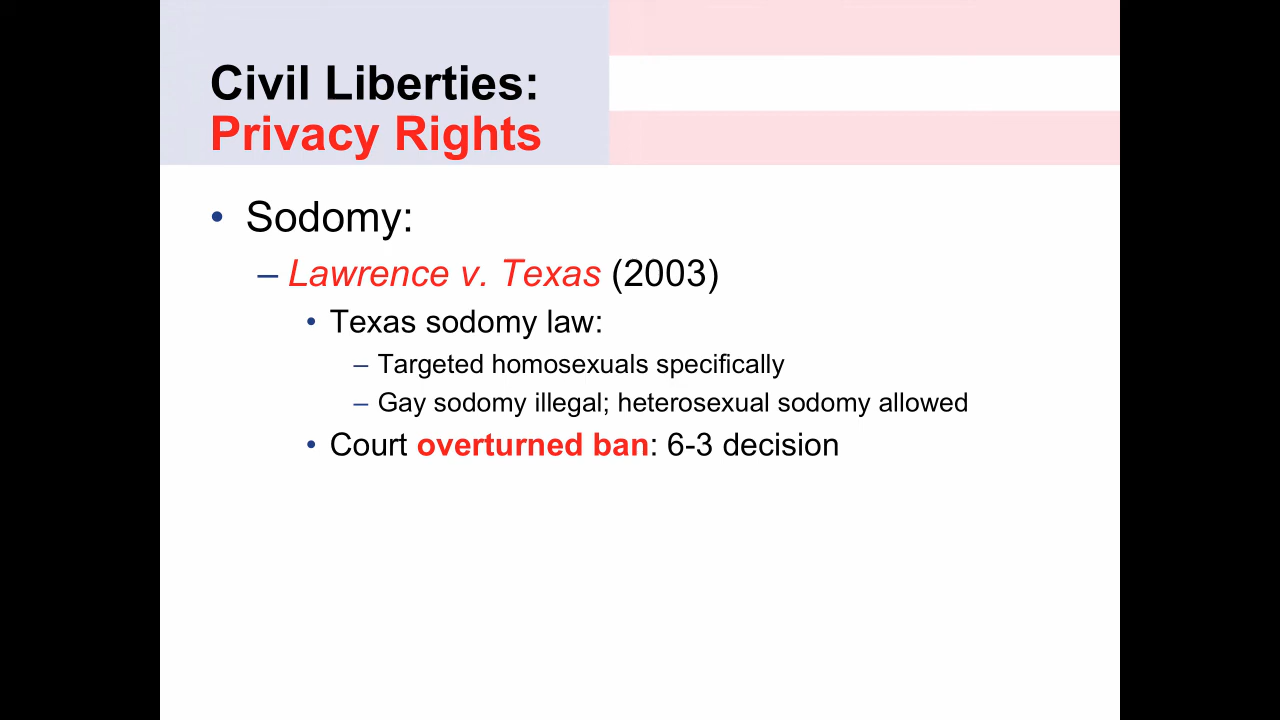 Civil Liberties:
Privacy Rights
• Sodomy:
– Lawrence v. Texas (2003)
• Texas sodomy law:
– Targeted homosexuals specifically
– Gay sodomy illegal; heterosexual sodomy allowed
• Court overturned ban: 6-3 decision